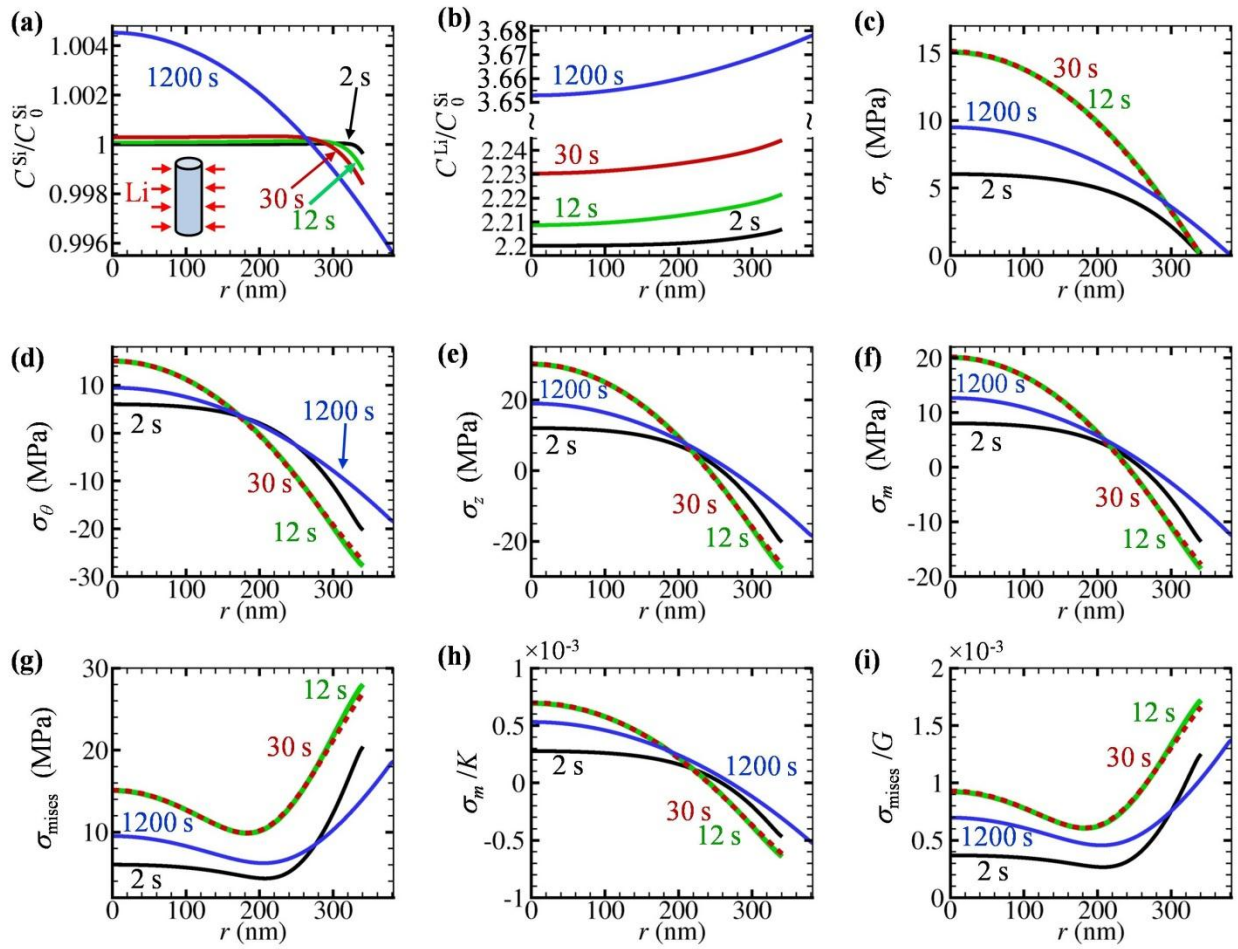 (a)
1.004
1.002
1
0.998
0.996
C^Si/C_0^Si
1200 s
2 s
30 s
12 s
Li
0 100 200 300
r (nm)
(b)
3.68
3.67
3.66
3.65
~ ~
2.24
2.23
2.22
2.21
2.2
C^Li/C_0^Si
1200 s
30 s
12 s
2 s
0 100 200 300
r (nm)
(c)
15
10
5
0
σ_r (MPa)
30 s
12 s
1200 s
2 s
0 100 200 300
r (nm)
(d)
10
0
-10
-20
-30
σ_θ (MPa)
1200 s
2 s
30 s
12 s
0 100 200 300
r (nm)
(e)
20
0
-20
σ_z (MPa)
1200 s
2 s
30 s
12 s
0 100 200 300
r (nm)
(f)
20
10
0
-10
-20
σ_m (MPa)
1200 s
2 s
30 s
12 s
0 100 200 300
r (nm)
(g)
30
20
10
σ_mises (MPa)
12 s
30 s
1200 s
2 s
0 100 200 300
r (nm)
(h)
×10^-3
1
0.5
0
-0.5
-1
σ_m/K
1200 s
2 s
30 s
12 s
0 100 200 300
r (nm)
(i)
×10^-3
2
1.5
1
0.5
0
σ_mises/G
12 s
30 s
1200 s
2 s
0 100 200 300
r (nm)